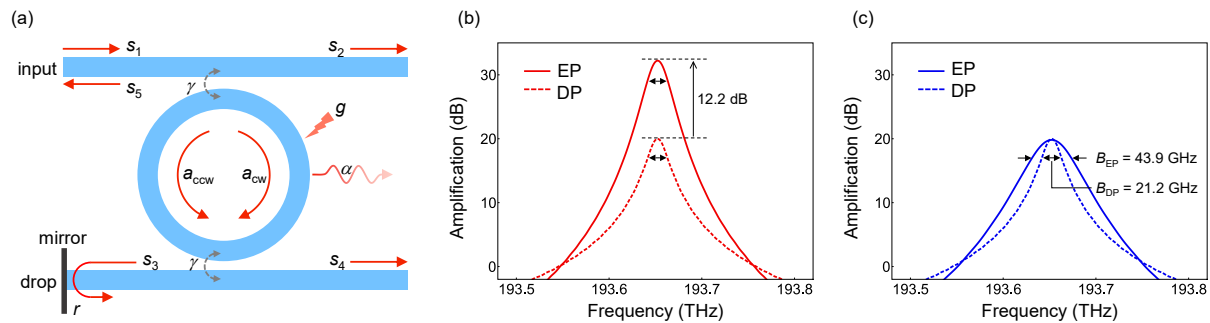 (a)
s1
s2
input
s5
γ
g
accw
acw
α
mirror
γ
s3
s4
drop
r
(b)
EP
DP
12.2 dB
30
20
10
0
Amplification (dB)
193.5
193.6
193.7
193.8
Frequency (THz)
(c)
EP
DP
BEP = 43.9 GHz
BDP = 21.2 GHz
30
20
10
0
Amplification (dB)
193.5
193.6
193.7
193.8
Frequency (THz)